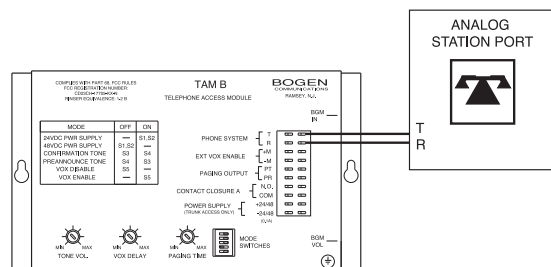 ANALOG
STATION PORT
T
R
COMPLIES WITH PART 68, FCC RULES
FCC REGISTRATION NUMBER:
RINGER EQUIVALENCE: 1.2 B
TAM B
TELEPHONE ACCESS MODULE
BOGEN
COMMUNICATIONS
RAMSEY, N.J.
BGM
IN
MODE OFF ON
24VDC PWR SUPPLY — S1,S2
48VDC PWR SUPPLY S1,S2 —
CONFIRMATION TONE S3 S4
PREANNOUNCE TONE S4 S3
VOX DISABLE — S5
VOX ENABLE — S5
PHONE SYSTEM T
R
EXT VOX ENABLE +M
-M
PAGING OUTPUT PT
PR
CONTACT CLOSURE A N.O.
COM
POWER SUPPLY +24/48
(TRUNK ACCESS ONLY) -24/48
MIN MAX
TONE VOL.
MIN MAX
VOX DELAY
MIN MAX
PAGING TIME
MODE
SWITCHES
BGM
VOL